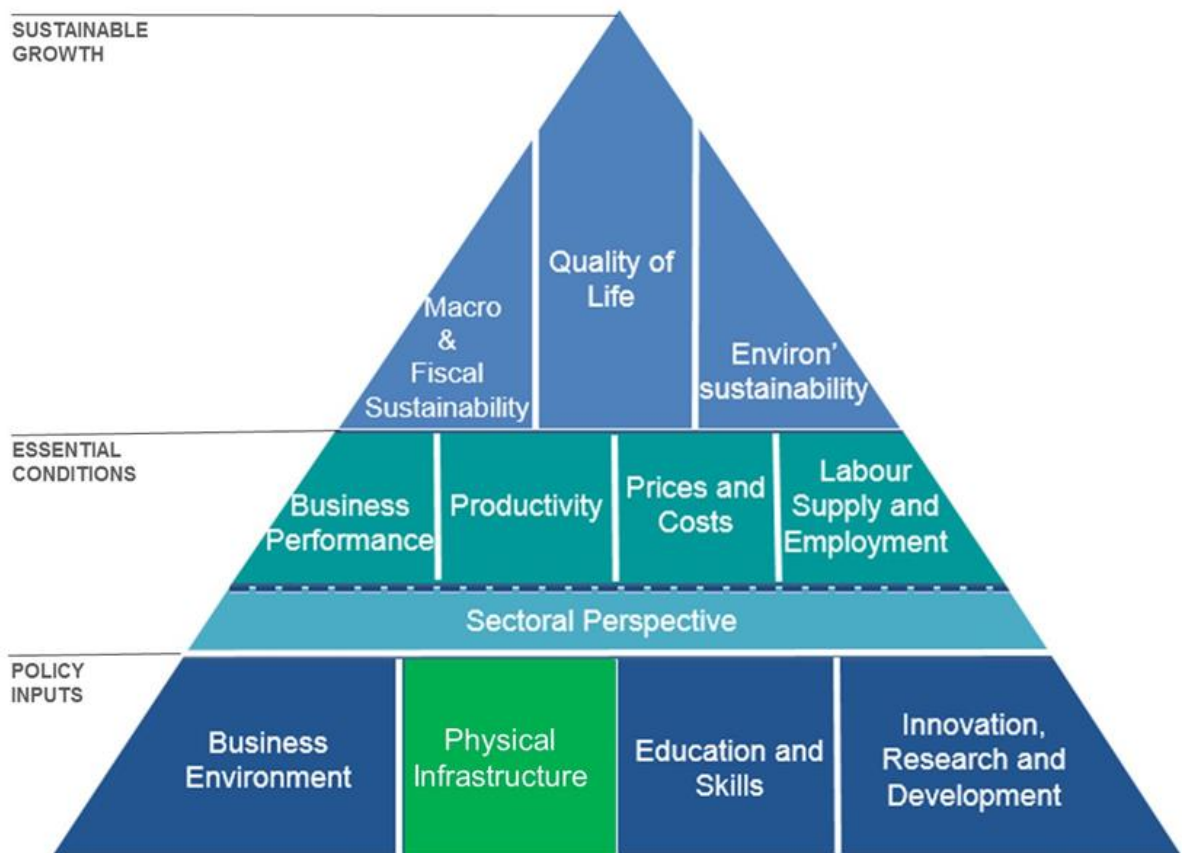 SUSTAINABLE
GROWTH
Quality of
Life
Macro
&
Fiscal
Sustainability
Environ’
sustainability
ESSENTIAL
CONDITIONS
Business
Performance
Productivity
Prices and
Costs
Labour
Supply and
Employment
Sectoral Perspective
POLICY
INPUTS
Business
Environment
Physical
Infrastructure
Education and
Skills
Innovation,
Research and
Development